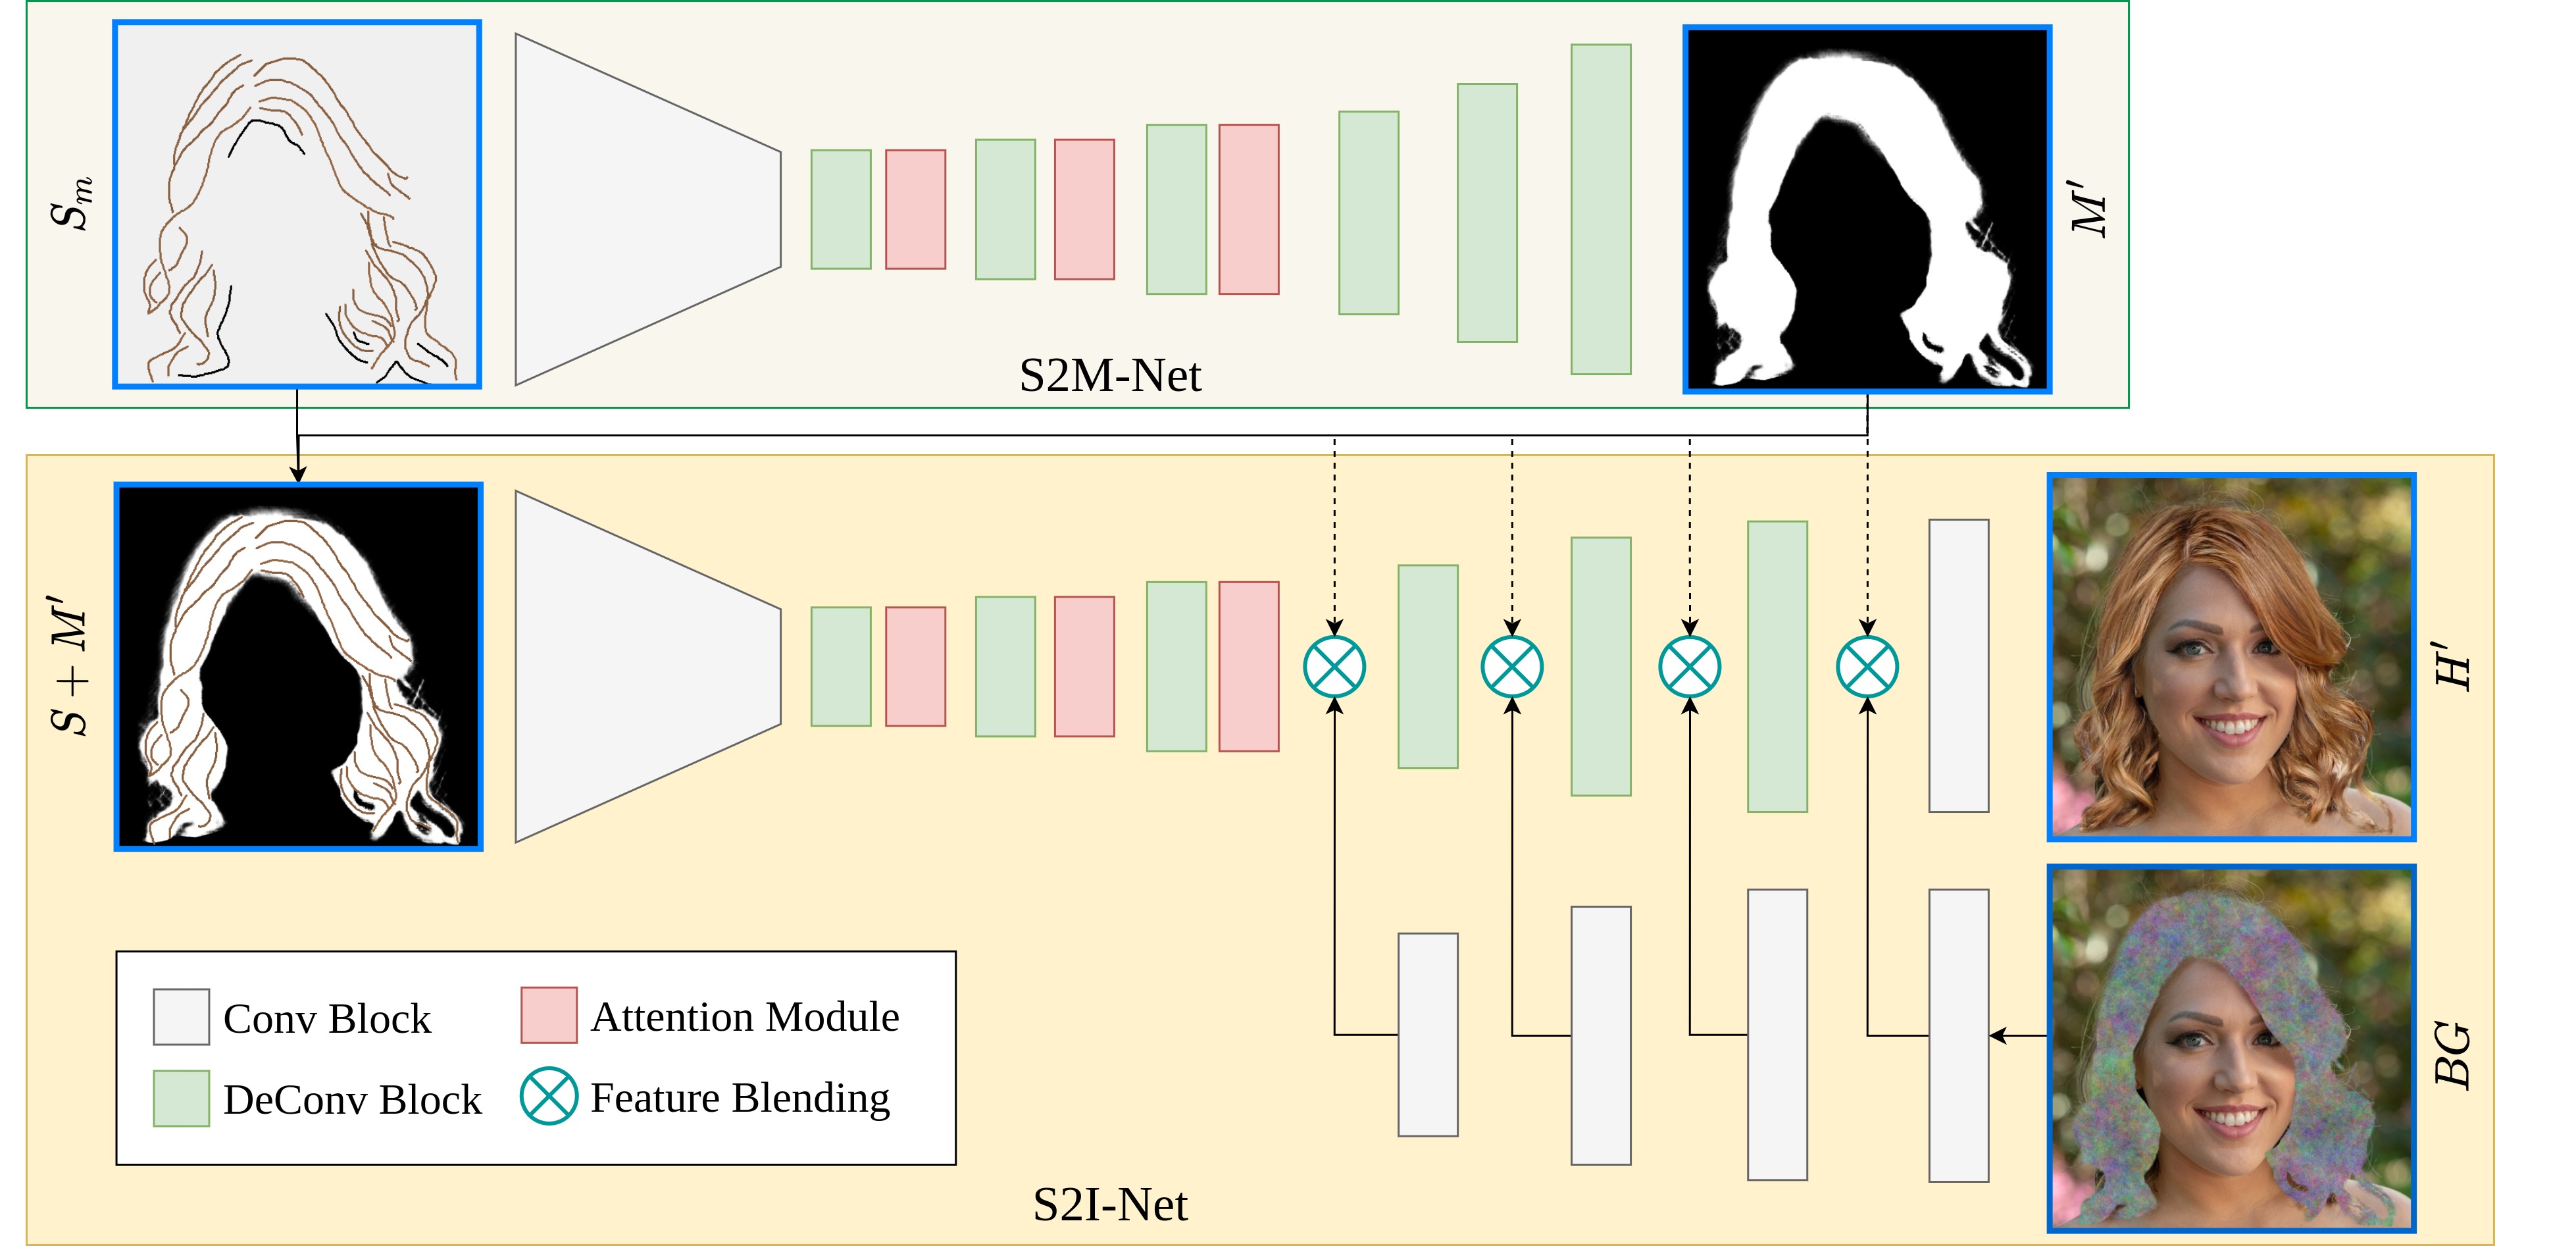 S_m
M′
S2M-Net
S + M′
H′
BG
Conv Block
Attention Module
DeConv Block
Feature Blending
S2I-Net